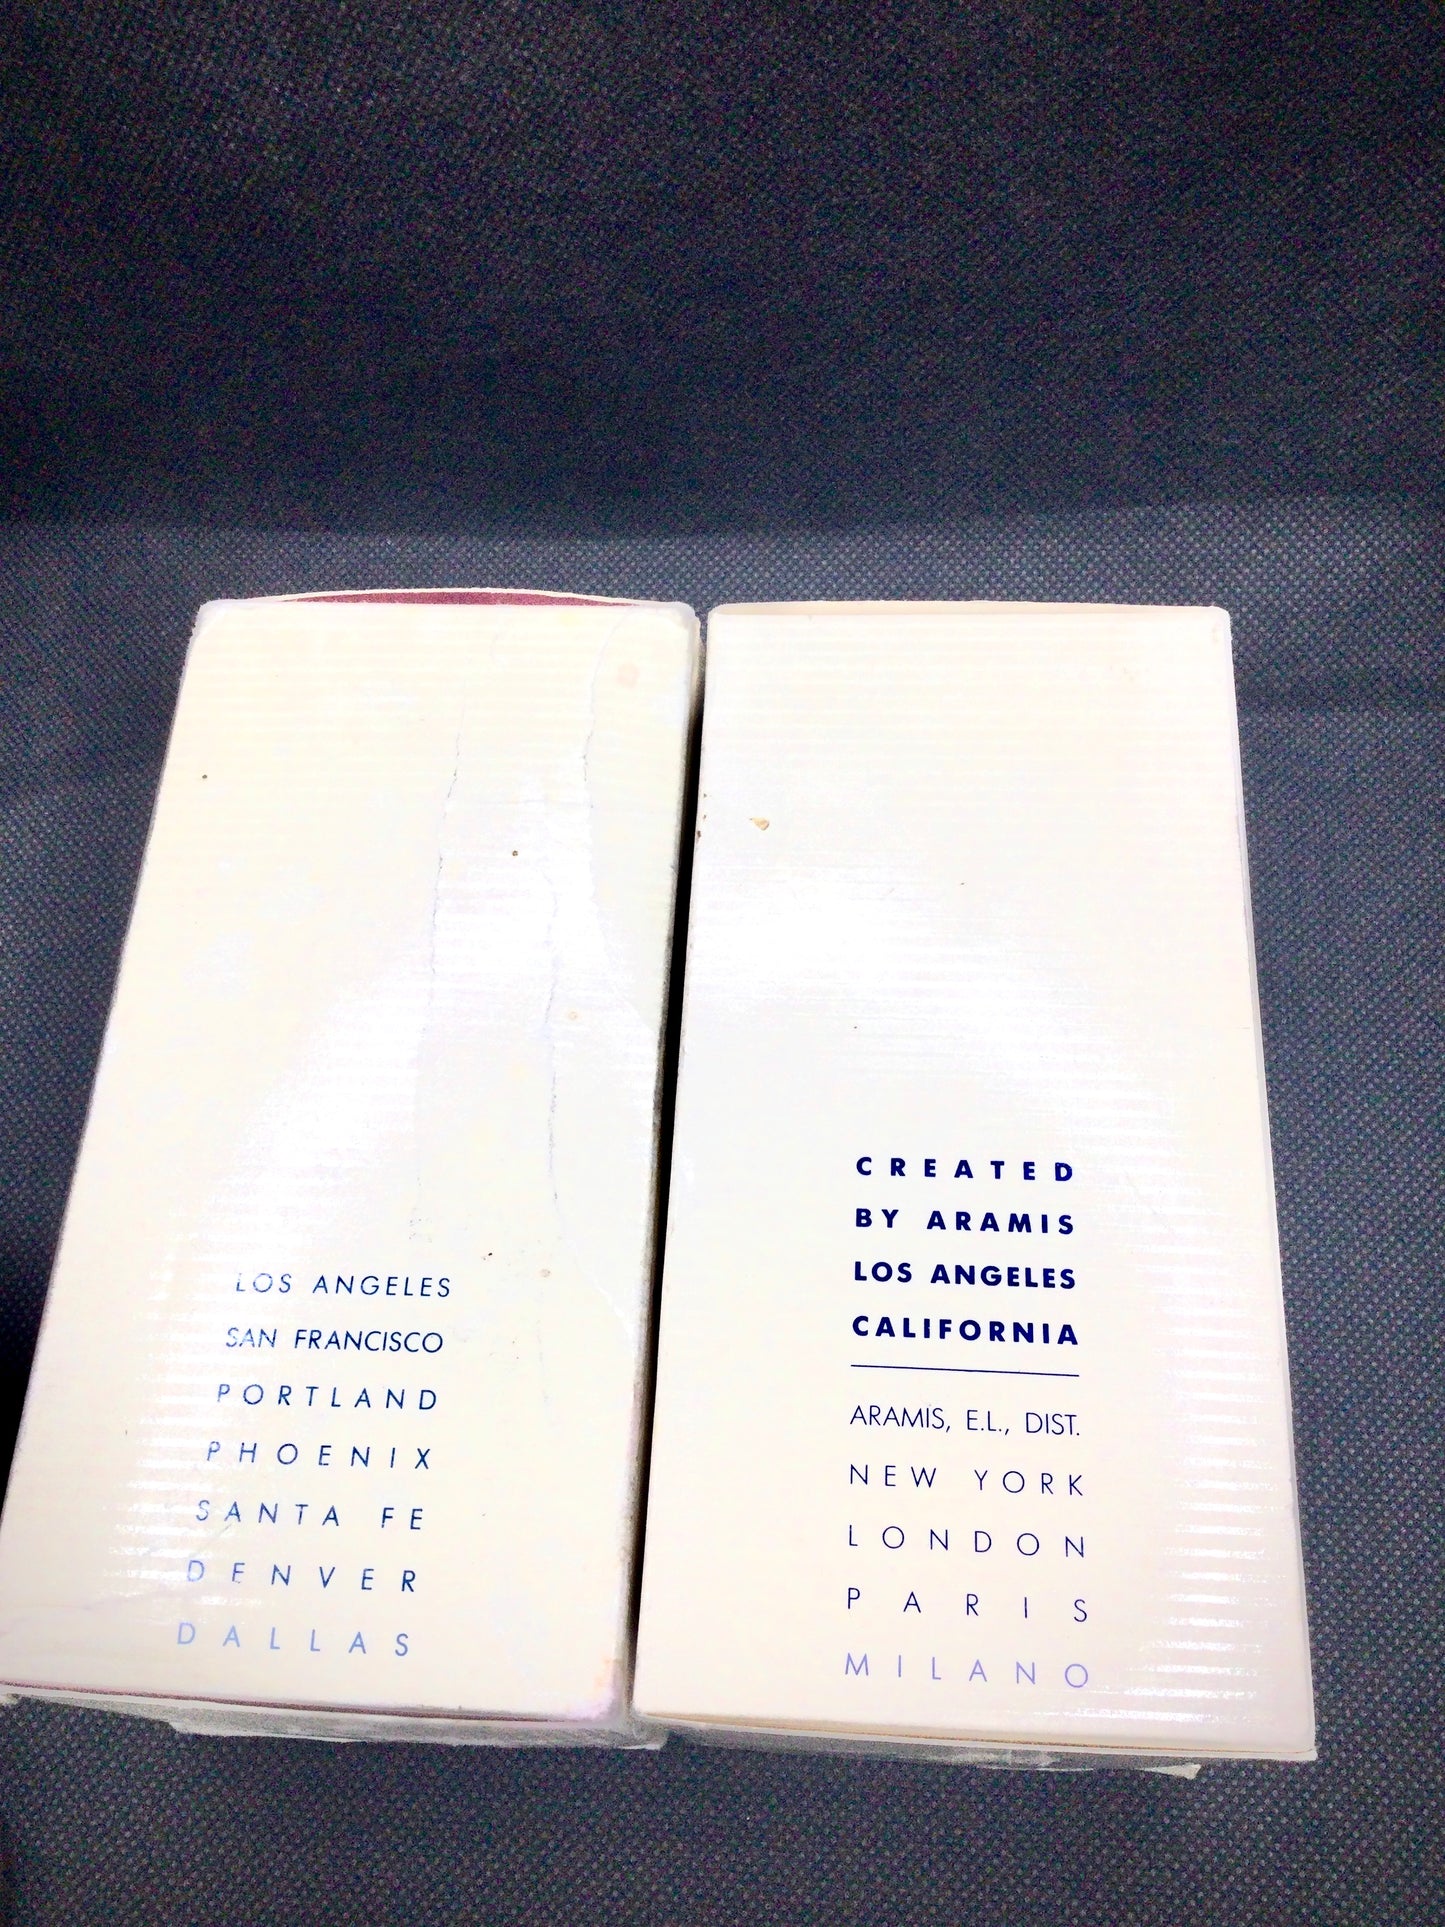 LOS ANGELES
SAN FRANCISCO
PORTLAND
PHOENIX
SANTA FE
DENVER
DALLAS
CREATED
BY ARAMIS
LOS ANGELES
CALIFORNIA
ARAMIS, E.L., DIST.
NEW YORK
LONDON
PARIS
MILANO